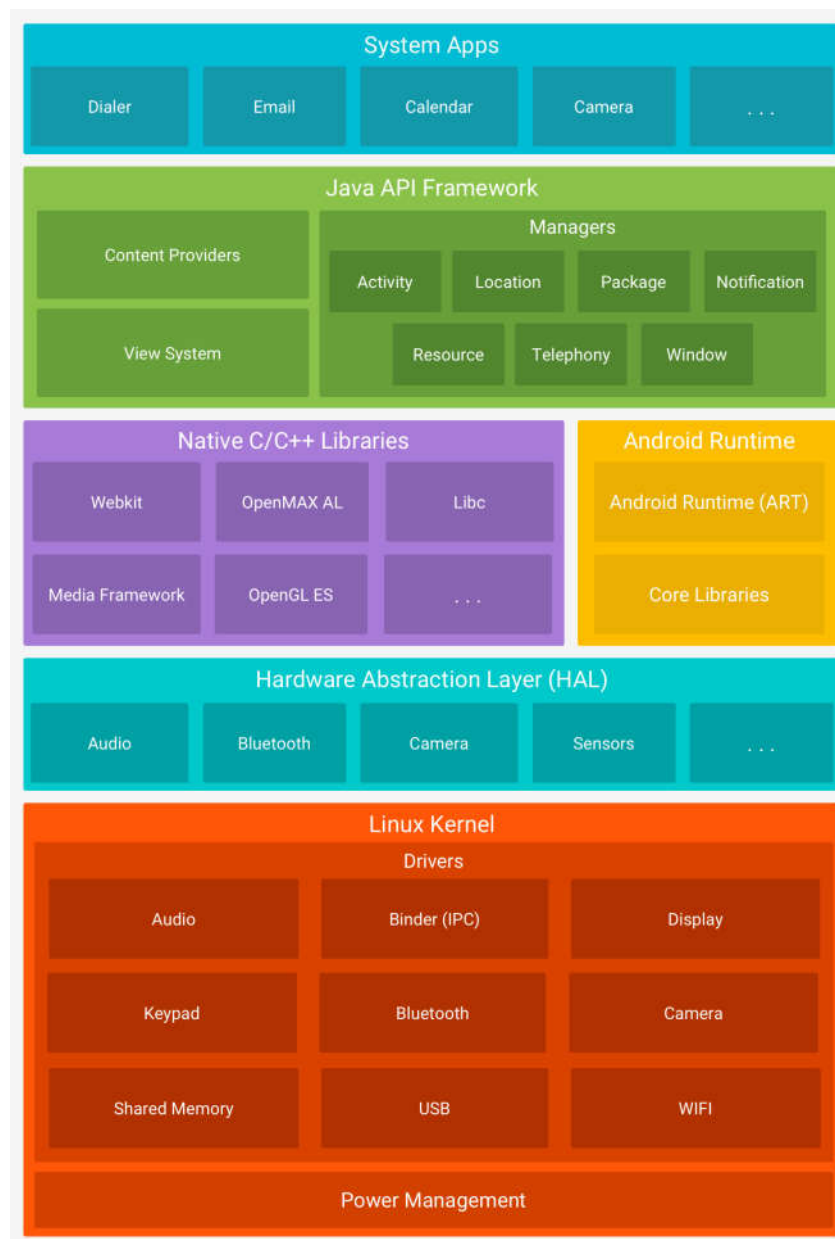 System Apps
Dialer
Email
Calendar
Camera
. . .
Java API Framework
Content Providers
View System
Managers
Activity
Location
Package
Notification
Resource
Telephony
Window
Native C/C++ Libraries
Webkit
OpenMAX AL
Libc
Media Framework
OpenGL ES
. . .
Android Runtime
Android Runtime (ART)
Core Libraries
Hardware Abstraction Layer (HAL)
Audio
Bluetooth
Camera
Sensors
. . .
Linux Kernel
Drivers
Audio
Binder (IPC)
Display
Keypad
Bluetooth
Camera
Shared Memory
USB
WIFI
Power Management